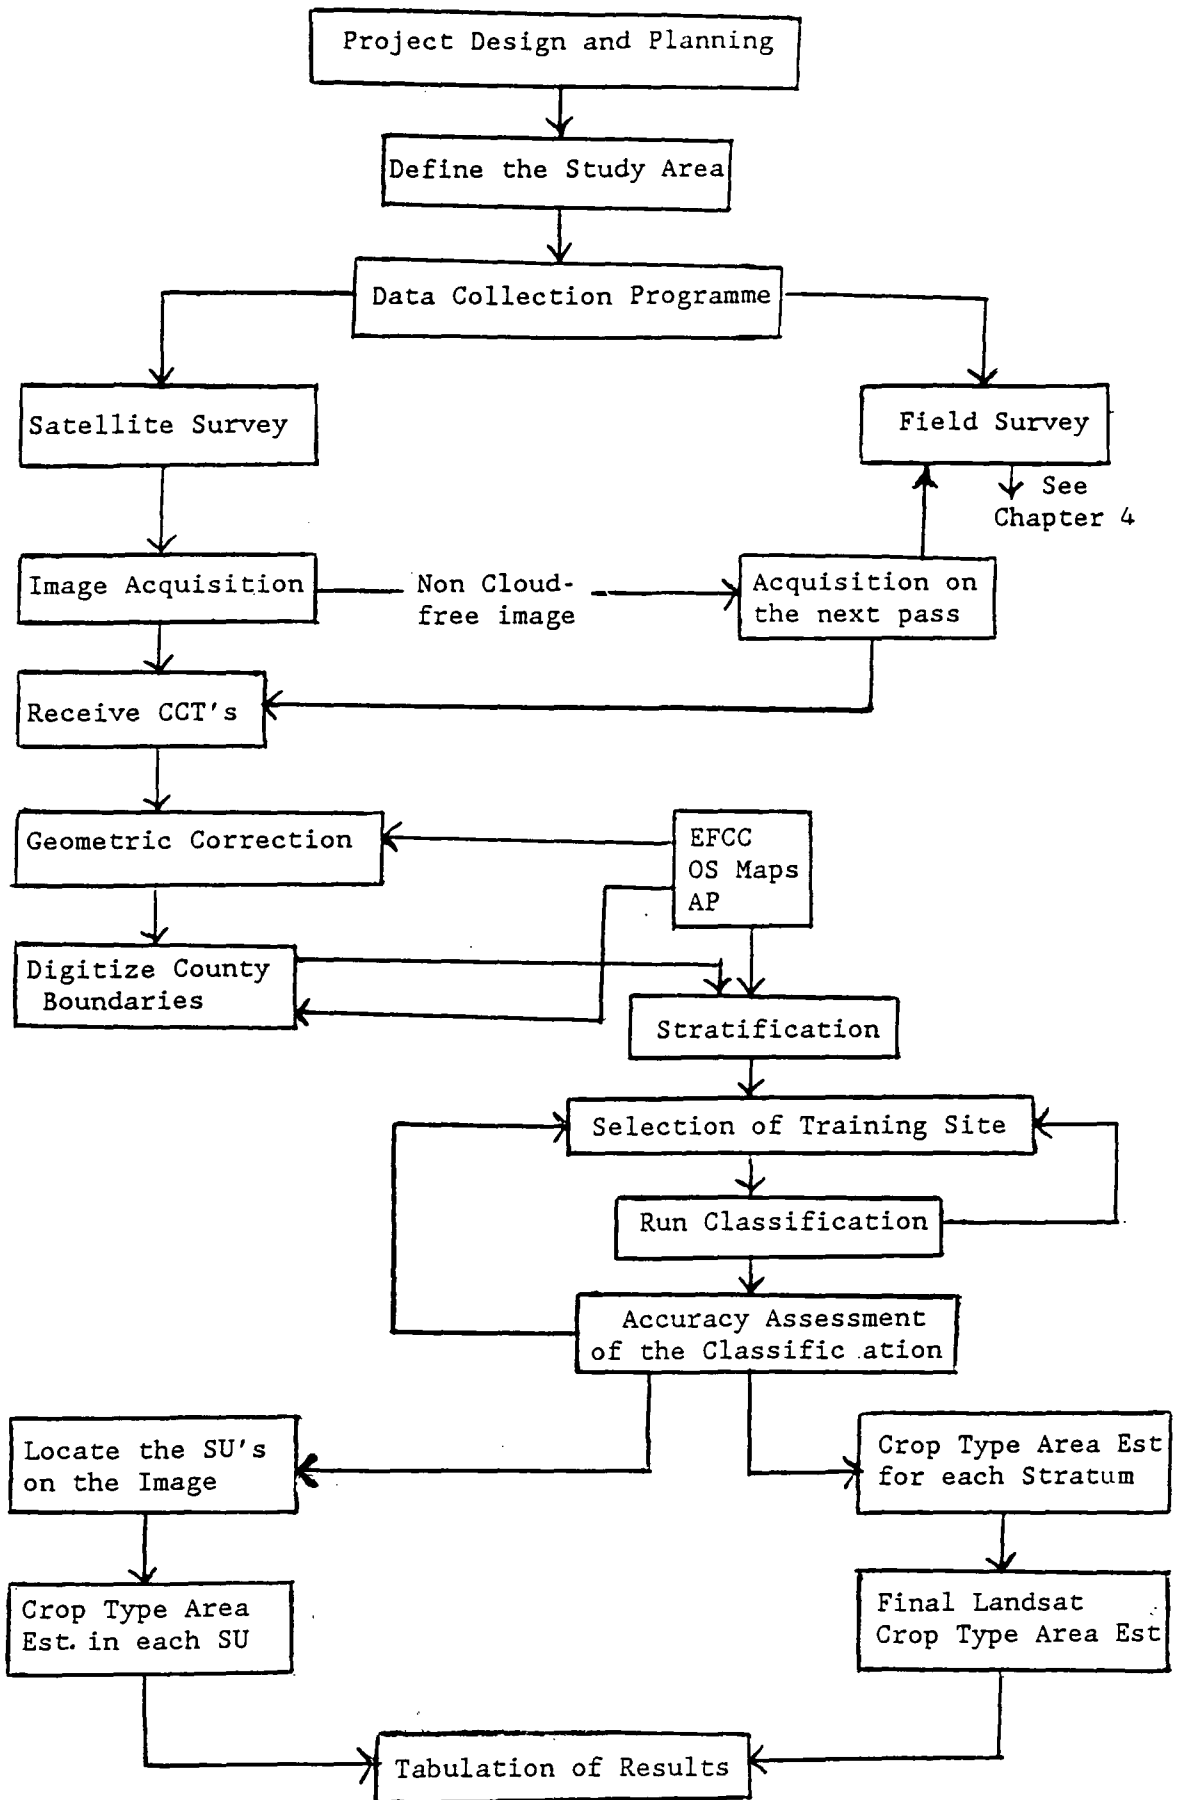 Project Design and Planning
Define the Study Area
Data Collection Programme
Satellite Survey
Field Survey
See
Chapter 4
Image Acquisition
Non Cloud-
free image
Acquisition on
the next pass
Receive CCT's
Geometric Correction
EFCC
OS Maps
AP
Digitize County
Boundaries
Stratification
Selection of Training Site
Run Classification
Accuracy Assessment
of the Classification
Locate the SU's
on the Image
Crop Type Area Est
for each Stratum
Crop Type Area
Est. in each SU
Final Landsat
Crop Type Area Est
Tabulation of Results